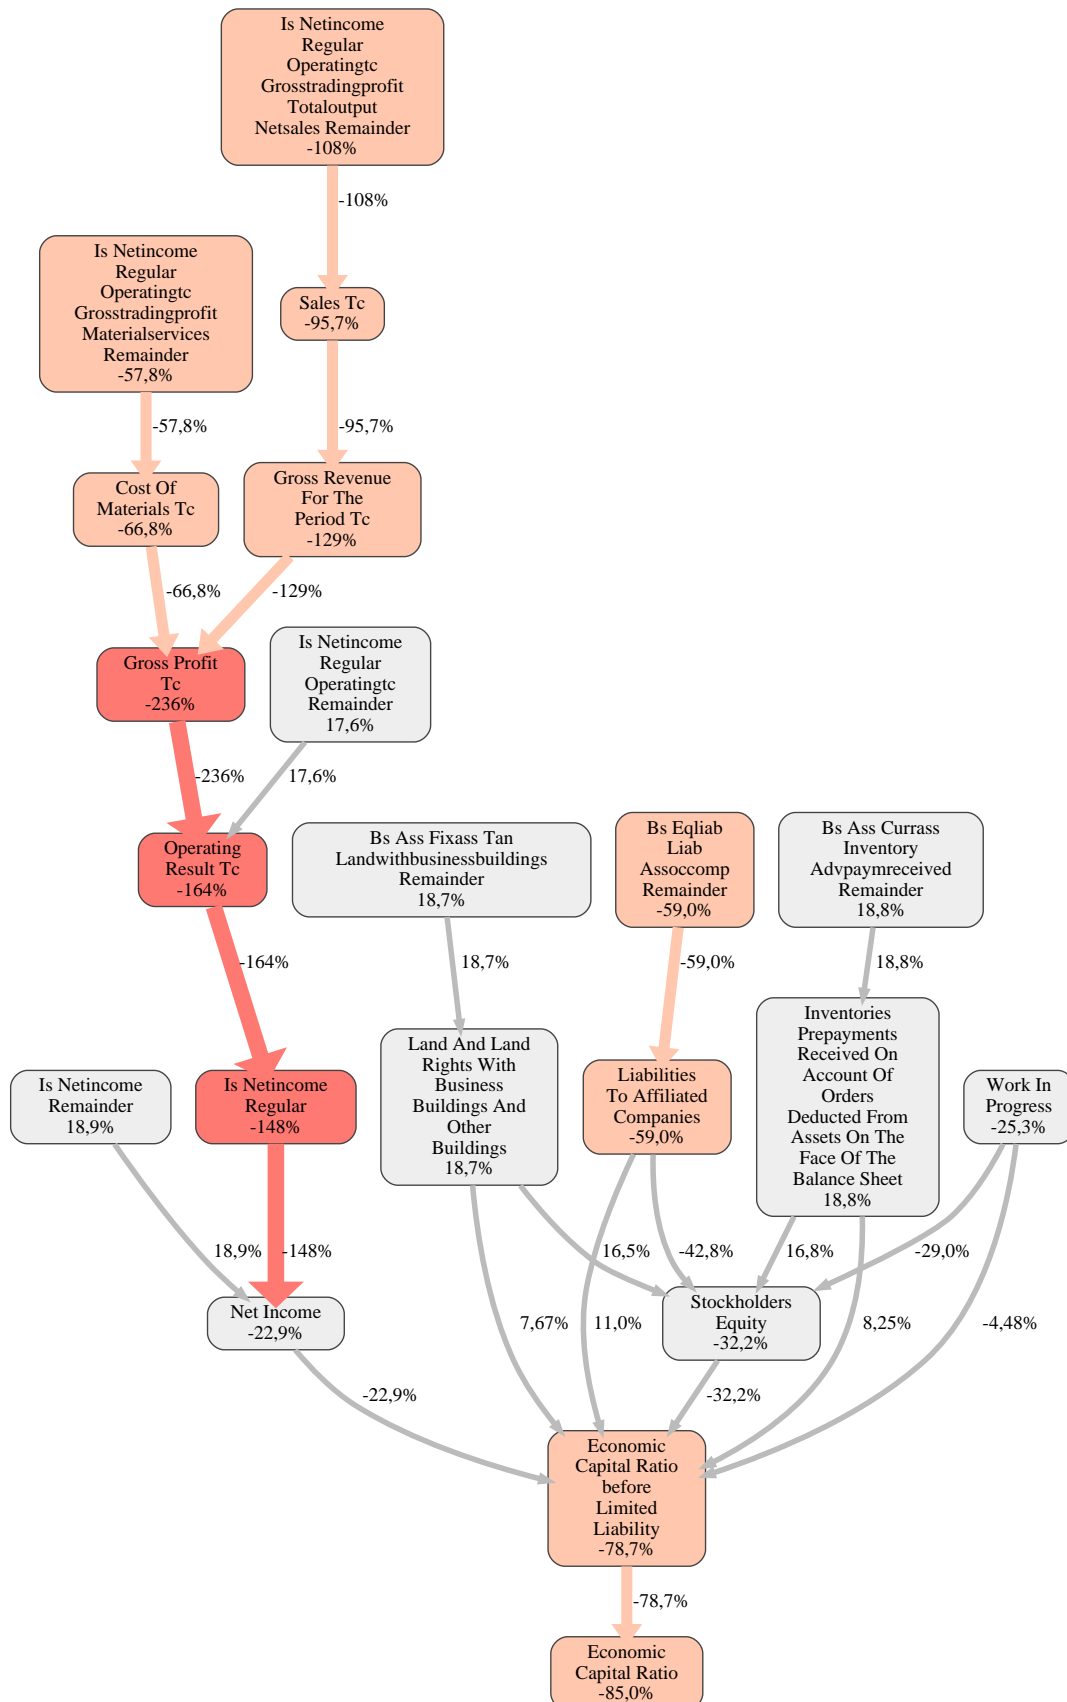 Is Netincome
Regular
Operatingtc
Grosstradingprofit
Totaloutput
Netsales Remainder
-108%
-108%
Is Netincome
Regular
Operatingtc
Grosstradingprofit
Materialservices
Remainder
-57,8%
Sales Tc
-95,7%
-57,8%
-95,7%
Cost Of
Materials Tc
-66,8%
Gross Revenue
For The
Period Tc
-129%
-66,8%
-129%
Gross Profit
Tc
-236%
Is Netincome
Regular
Operatingtc
Remainder
17,6%
-236%
17,6%
Operating
Result Tc
-164%
Bs Ass Fixass Tan
Landwithbusinessbuildings
Remainder
18,7%
Bs Eqliab
Liab
Assoccomp
Remainder
-59,0%
Bs Ass Currass
Inventory
Advpaymreceived
Remainder
18,8%
-164%
18,7%
-59,0%
18,8%
Is Netincome
Remainder
18,9%
Is Netincome
Regular
-148%
Land And Land
Rights With
Business
Buildings And
Other
Buildings
18,7%
Liabilities
To Affiliated
Companies
-59,0%
Inventories
Prepayments
Received On
Account Of
Orders
Deducted From
Assets On The
Face Of The
Balance Sheet
18,8%
Work In
Progress
-25,3%
18,9%
-148%
16,5%
-42,8%
16,8%
-29,0%
Net Income
-22,9%
7,67%
11,0%
Stockholders
Equity
-32,2%
8,25%
-4,48%
-22,9%
-32,2%
Economic
Capital Ratio
before
Limited
Liability
-78,7%
-78,7%
Economic
Capital Ratio
-85,0%